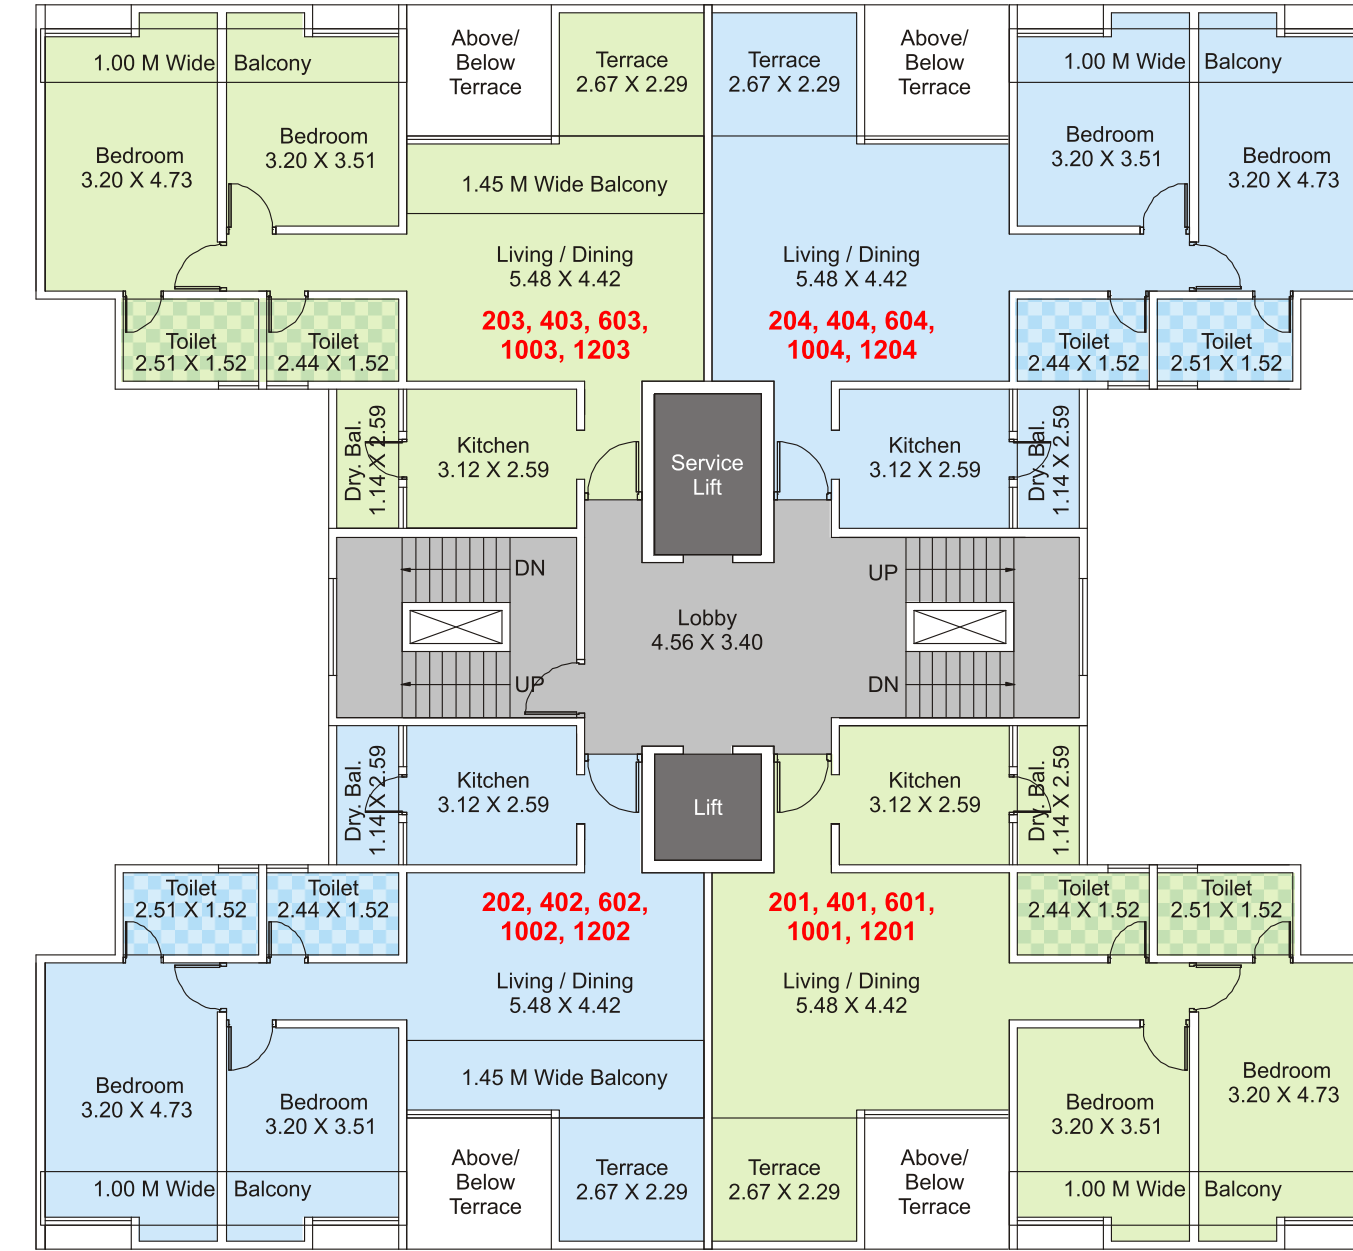 Above/
Below
Terrace
Terrace
2.67 X 2.29
Terrace
2.67 X 2.29
Above/
Below
Terrace
1.00 M Wide Balcony
1.00 M Wide Balcony
Bedroom
3.20 X 4.73
Bedroom
3.20 X 3.51
Bedroom
3.20 X 3.51
Bedroom
3.20 X 4.73
1.45 M Wide Balcony
Living / Dining
5.48 X 4.42
203, 403, 603,
1003, 1203
Living / Dining
5.48 X 4.42
204, 404, 604,
1004, 1204
Toilet
2.51 X 1.52
Toilet
2.44 X 1.52
Toilet
2.44 X 1.52
Toilet
2.51 X 1.52
Dry. Bal.
1.14 X 2.59
Kitchen
3.12 X 2.59
Service
Lift
Kitchen
3.12 X 2.59
Dry. Bal.
1.14 X 2.59
DN
UP
Lobby
4.56 X 3.40
UP
DN
Dry. Bal.
1.14 X 2.59
Kitchen
3.12 X 2.59
Lift
Kitchen
3.12 X 2.59
Dry. Bal.
1.14 X 2.59
Toilet
2.51 X 1.52
Toilet
2.44 X 1.52
202, 402, 602,
1002, 1202
Living / Dining
5.48 X 4.42
201, 401, 601,
1001, 1201
Living / Dining
5.48 X 4.42
Toilet
2.44 X 1.52
Toilet
2.51 X 1.52
1.45 M Wide Balcony
Bedroom
3.20 X 4.73
Bedroom
3.20 X 3.51
Bedroom
3.20 X 3.51
Bedroom
3.20 X 4.73
1.00 M Wide Balcony
Above/
Below
Terrace
Terrace
2.67 X 2.29
Terrace
2.67 X 2.29
Above/
Below
Terrace
1.00 M Wide Balcony